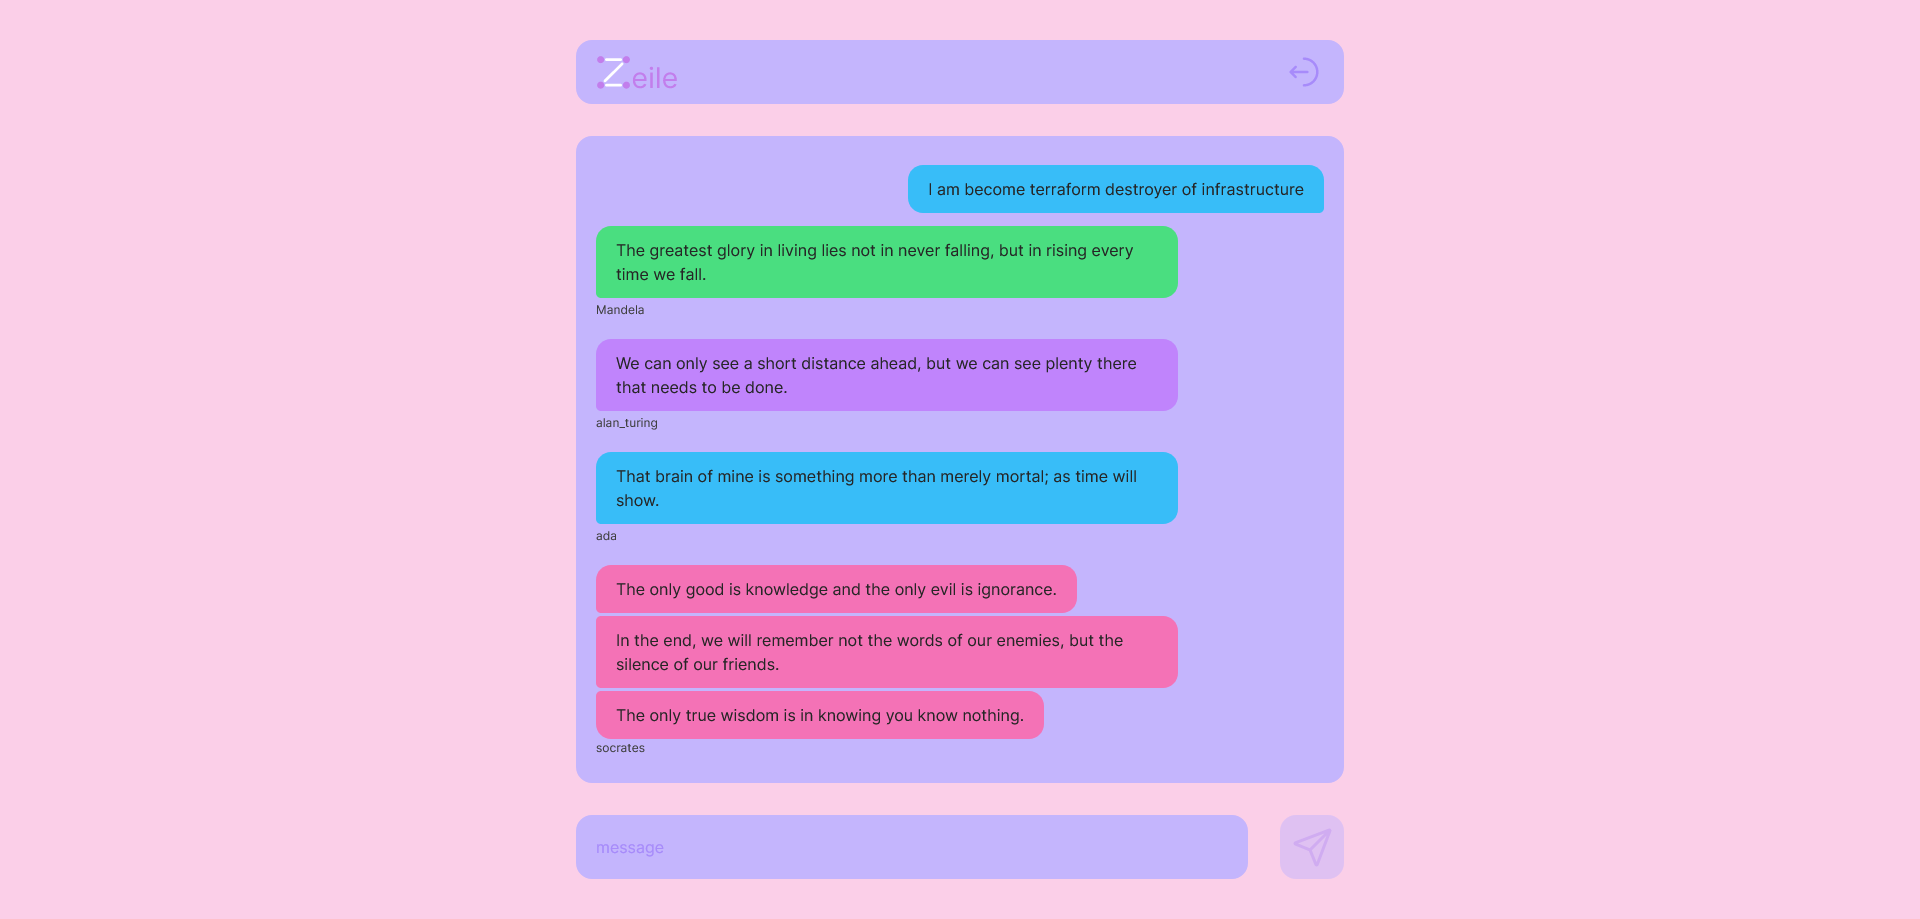 Zeile
I am become terraform destroyer of infrastructure
The greatest glory in living lies not in never falling, but in rising every
time we fall.
Mandela
We can only see a short distance ahead, but we can see plenty there
that needs to be done.
alan_turing
That brain of mine is something more than merely mortal; as time will
show.
ada
The only good is knowledge and the only evil is ignorance.
In the end, we will remember not the words of our enemies, but the
silence of our friends.
The only true wisdom is in knowing you know nothing.
socrates
message